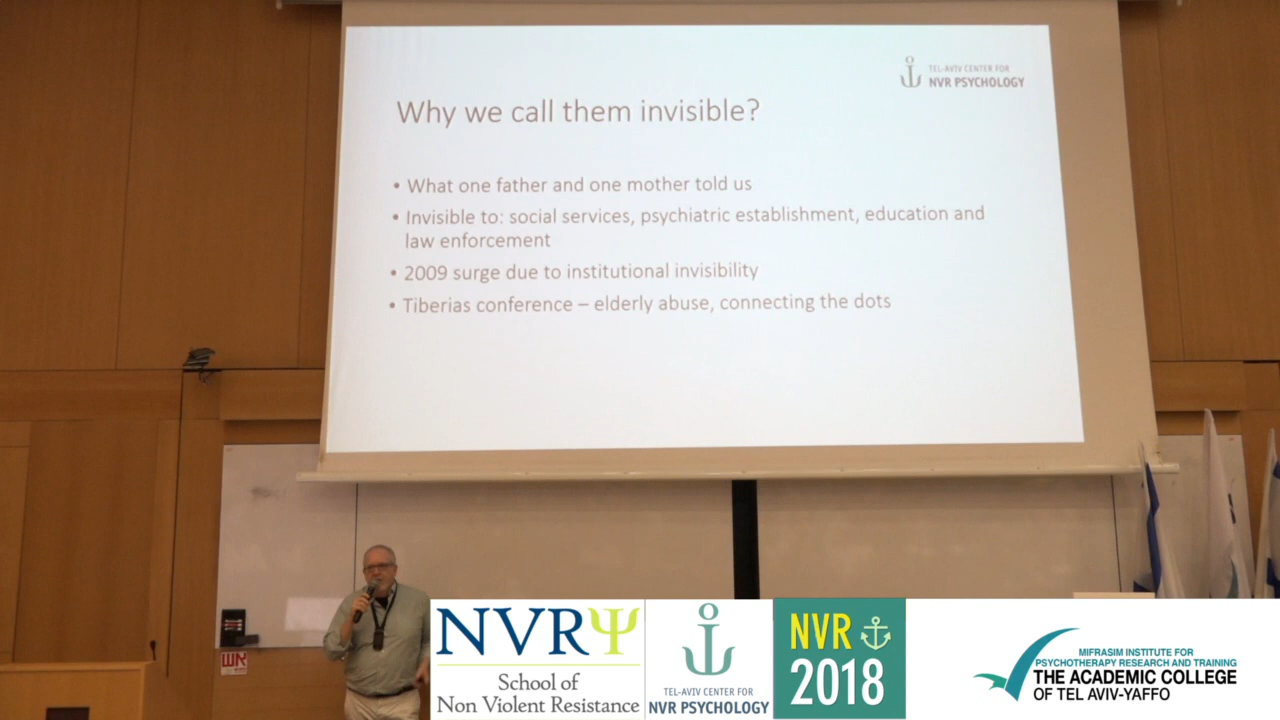 TEL-AVIV CENTER FOR
NVR PSYCHOLOGY
Why we call them invisible?
• What one father and one mother told us
• Invisible to: social services, psychiatric establishment, education and
law enforcement
• 2009 surge due to institutional invisibility
• Tiberias conference – elderly abuse, connecting the dots
אש
NVRΨ
School of
Non Violent Resistance
TEL-AVIV CENTER FOR
NVR PSYCHOLOGY
NVR
2018
MIFRASIM INSTITUTE FOR
PSYCHOTHERAPY RESEARCH AND TRAINING
THE ACADEMIC COLLEGE
OF TEL AVIV-YAFFO